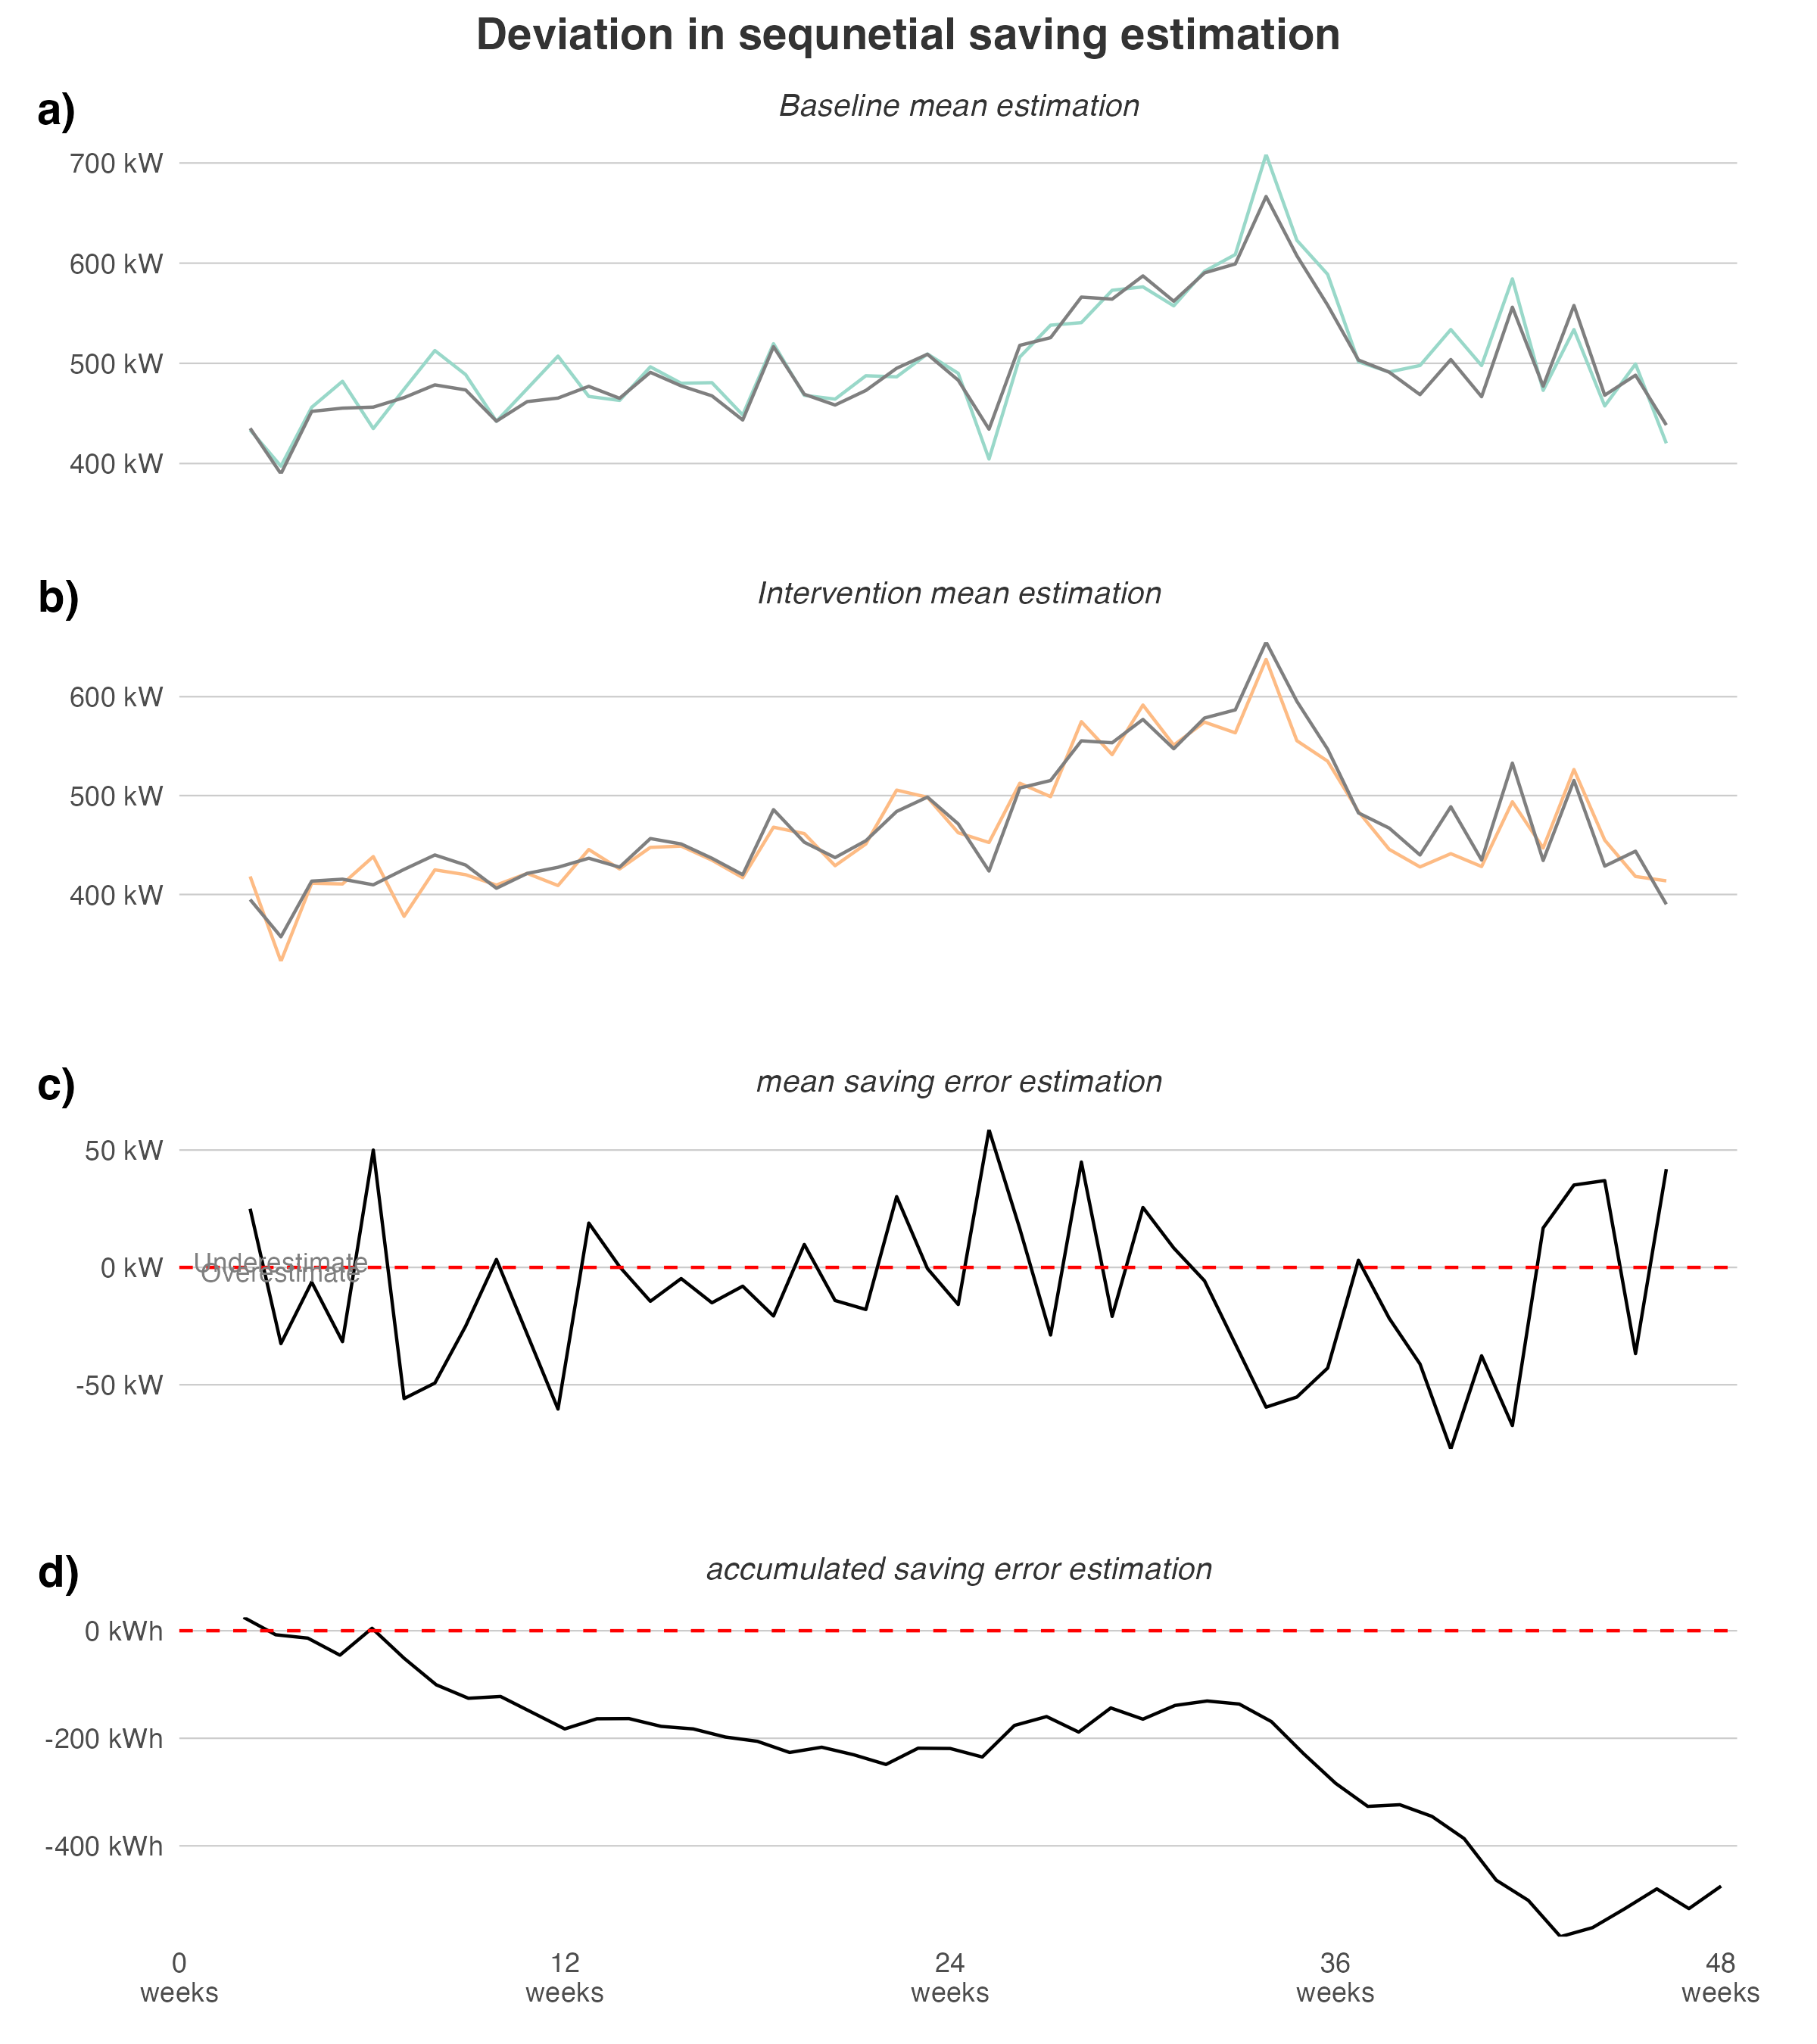 Deviation in sequnetial saving estimation
a)
Baseline mean estimation
700 kW
600 kW
500 kW
400 kW
b)
Intervention mean estimation
600 kW
500 kW
400 kW
c)
mean saving error estimation
50 kW
Underestimate
0 kW
Overestimate
-50 kW
d)
accumulated saving error estimation
0 kWh
-200 kWh
-400 kWh
0 12 24 36 48
weeks weeks weeks weeks weeks